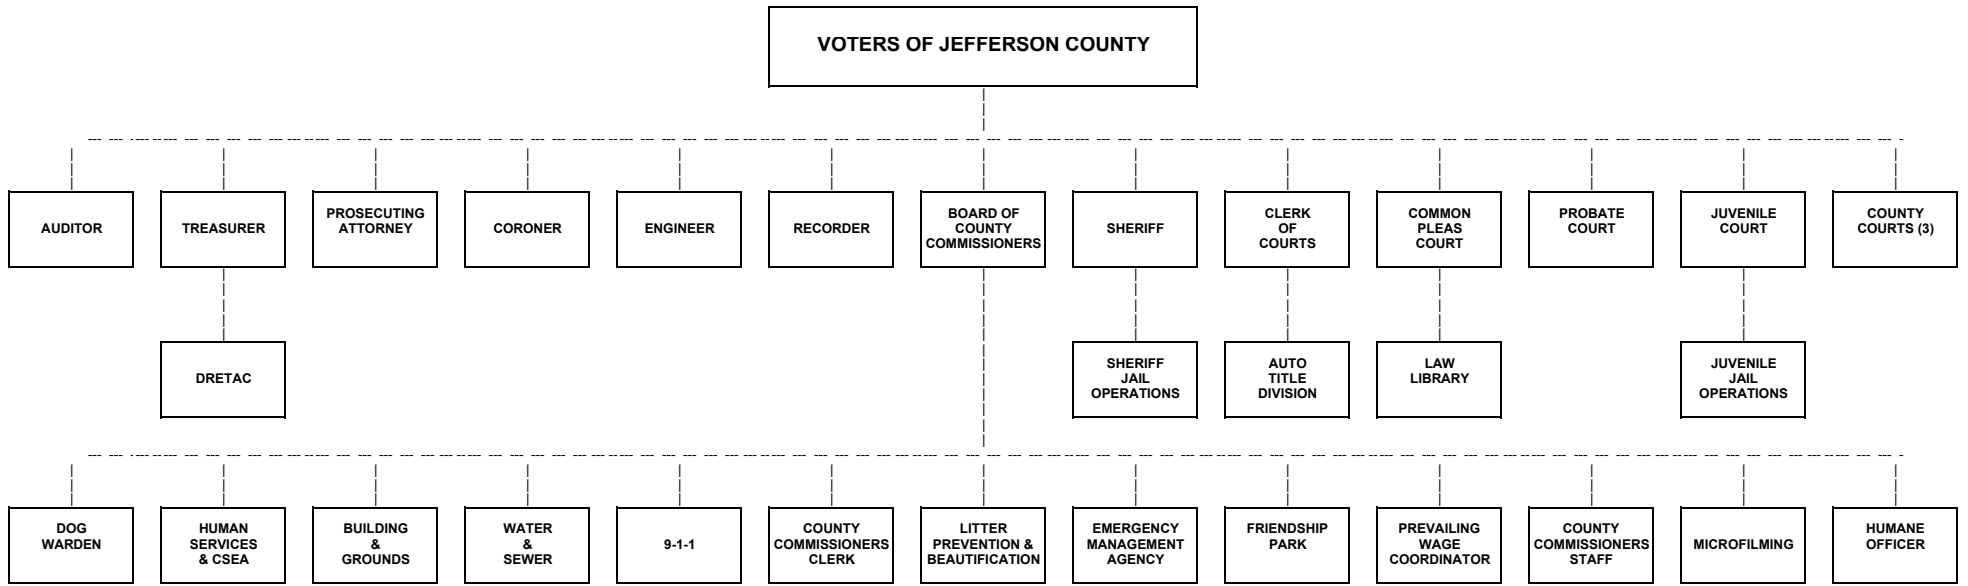 VOTERS OF JEFFERSON COUNTY
AUDITOR
TREASURER
PROSECUTING
ATTORNEY
CORONER
ENGINEER
RECORDER
BOARD OF
COUNTY
COMMISSIONERS
SHERIFF
CLERK
OF
COURTS
COMMON
PLEAS
COURT
PROBATE
COURT
JUVENILE
COURT
COUNTY
COURTS (3)
DRETAC
SHERIFF
JAIL
OPERATIONS
AUTO
TITLE
DIVISION
LAW
LIBRARY
JUVENILE
JAIL
OPERATIONS
DOG
WARDEN
HUMAN
SERVICES
& CSEA
BUILDING
&
GROUNDS
WATER
&
SEWER
9-1-1
COUNTY
COMMISSIONERS
CLERK
LITTER
PREVENTION &
BEAUTIFICATION
EMERGENCY
MANAGEMENT
AGENCY
FRIENDSHIP
PARK
PREVAILING
WAGE
COORDINATOR
COUNTY
COMMISSIONERS
STAFF
MICROFILMING
HUMANE
OFFICER